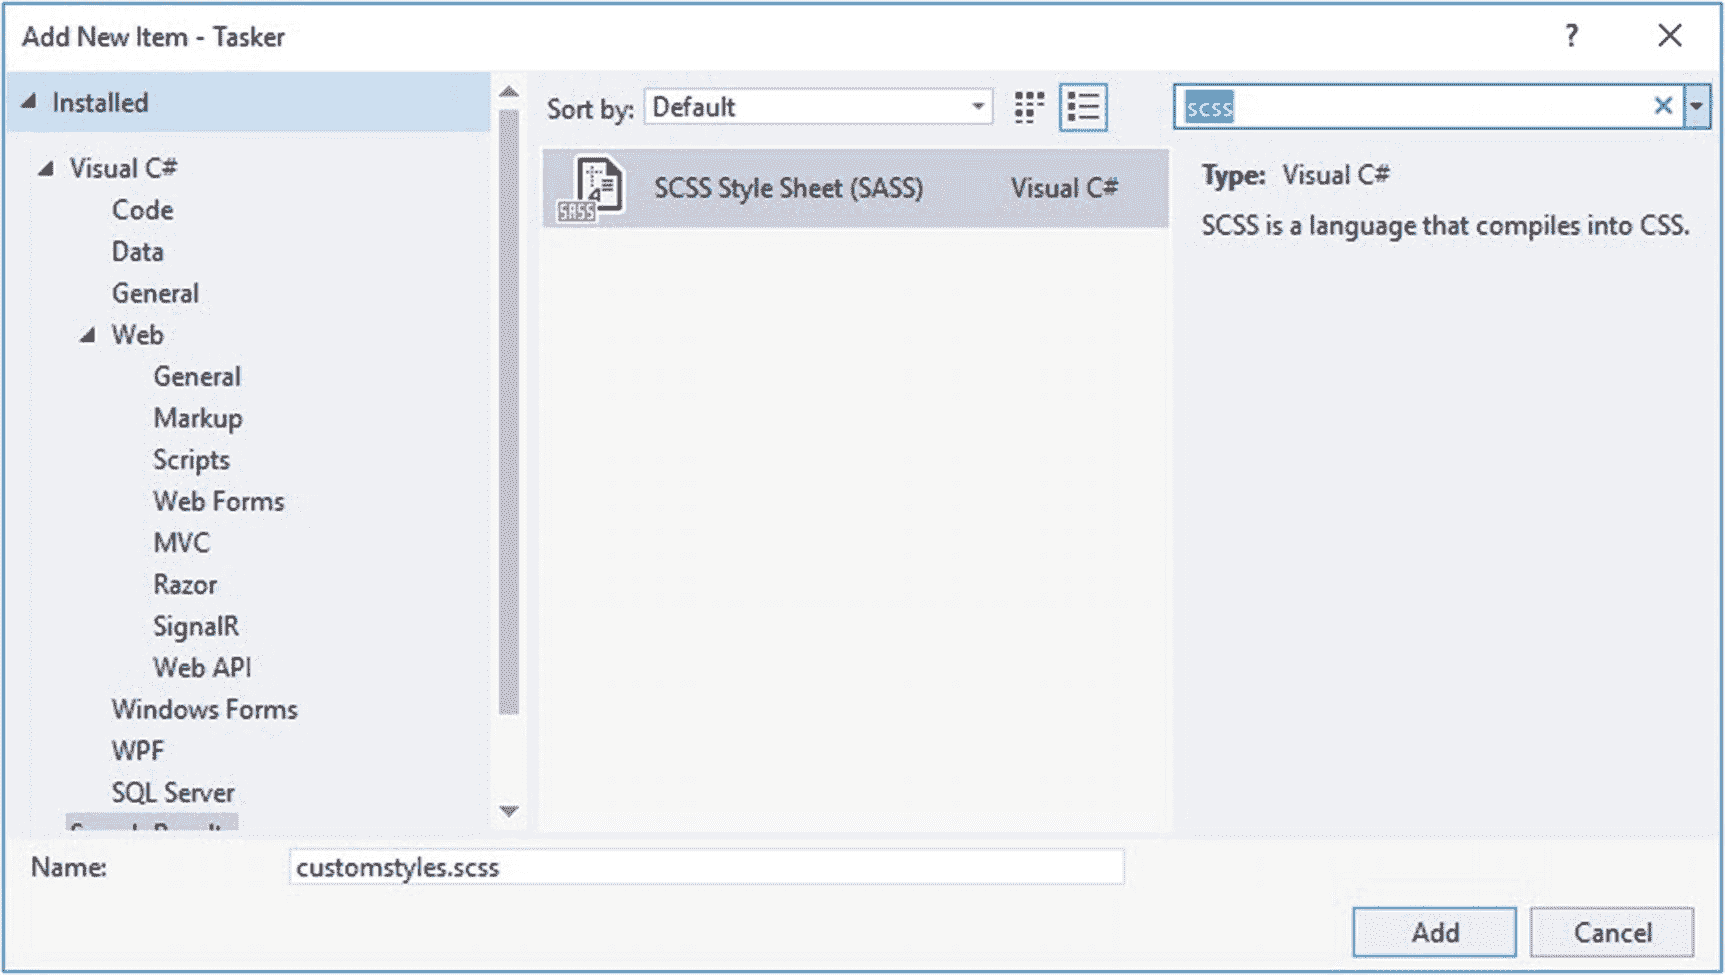 Add New Item - Tasker
?
Installed
Sort by: Default
scss
Visual C#
Code
Data
General
Web
General
Markup
Scripts
Web Forms
MVC
Razor
SignalR
Web API
Windows Forms
WPF
SQL Server
SASS
SCSS Style Sheet (SASS) Visual C#
Type: Visual C#
SCSS is a language that compiles into CSS.
Name: customstyles.scss
Add Cancel